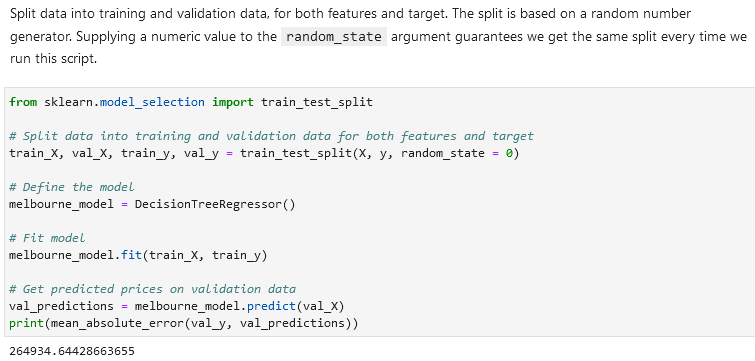 Split data into training and validation data, for both features and target. The split is based on a random number
generator. Supplying a numeric value to the random_state argument guarantees we get the same split every time we
run this script.
from sklearn.model_selection import train_test_split
# Split data into training and validation data for both features and target
train_X, val_X, train_y, val_y = train_test_split(X, y, random_state = 0)
# Define the model
melbourne_model = DecisionTreeRegressor()
# Fit model
melbourne_model.fit(train_X, train_y)
# Get predicted prices on validation data
val_predictions = melbourne_model.predict(val_X)
print(mean_absolute_error(val_y, val_predictions))
264934.64428663655